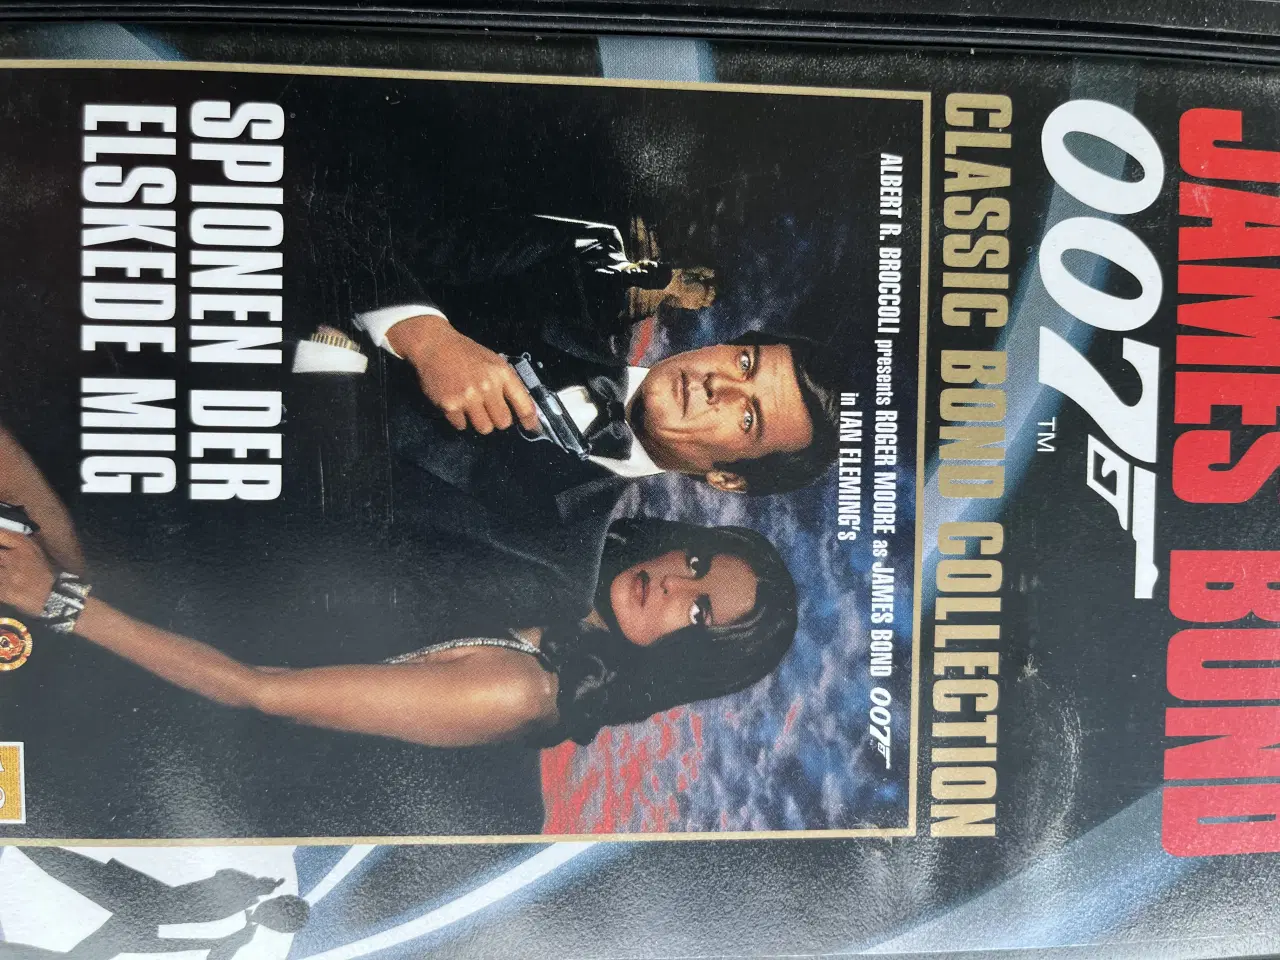 JAMES BOND
007 ™
CLASSIC BOND COLLECTION
ALBERT R. BROCCOLI presents ROGER MOORE as JAMES BOND 007
in IAN FLEMING'S
SPIONEN DER
ELSKEDE MIG